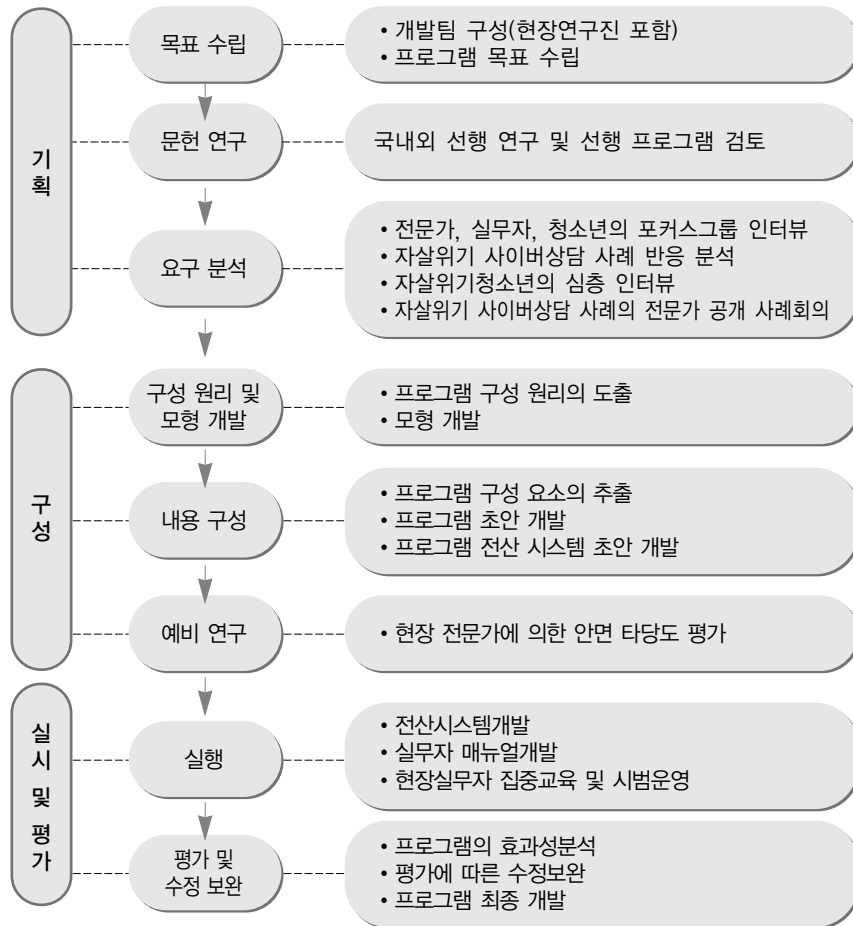 기획
목표 수립
• 개발팀 구성(현장연구진 포함)
• 프로그램 목표 수립
문헌 연구
국내외 선행 연구 및 선행 프로그램 검토
요구 분석
• 전문가, 실무자, 청소년의 포커스그룹 인터뷰
• 자살위기 사이버상담 사례 반응 분석
• 자살위기청소년의 심층 인터뷰
• 자살위기 사이버상담 사례의 전문가 공개 사례회의
구성
구성 원리 및
모형 개발
• 프로그램 구성 원리의 도출
• 모형 개발
내용 구성
• 프로그램 구성 요소의 추출
• 프로그램 초안 개발
• 프로그램 전산 시스템 초안 개발
예비 연구
• 현장 전문가에 의한 안면 타당도 평가
실시 및 평가
실행
• 전산시스템개발
• 실무자 매뉴얼개발
• 현장실무자 집중교육 및 시범운영
평가 및
수정 보완
• 프로그램의 효과성분석
• 평가에 따른 수정보완
• 프로그램 최종 개발